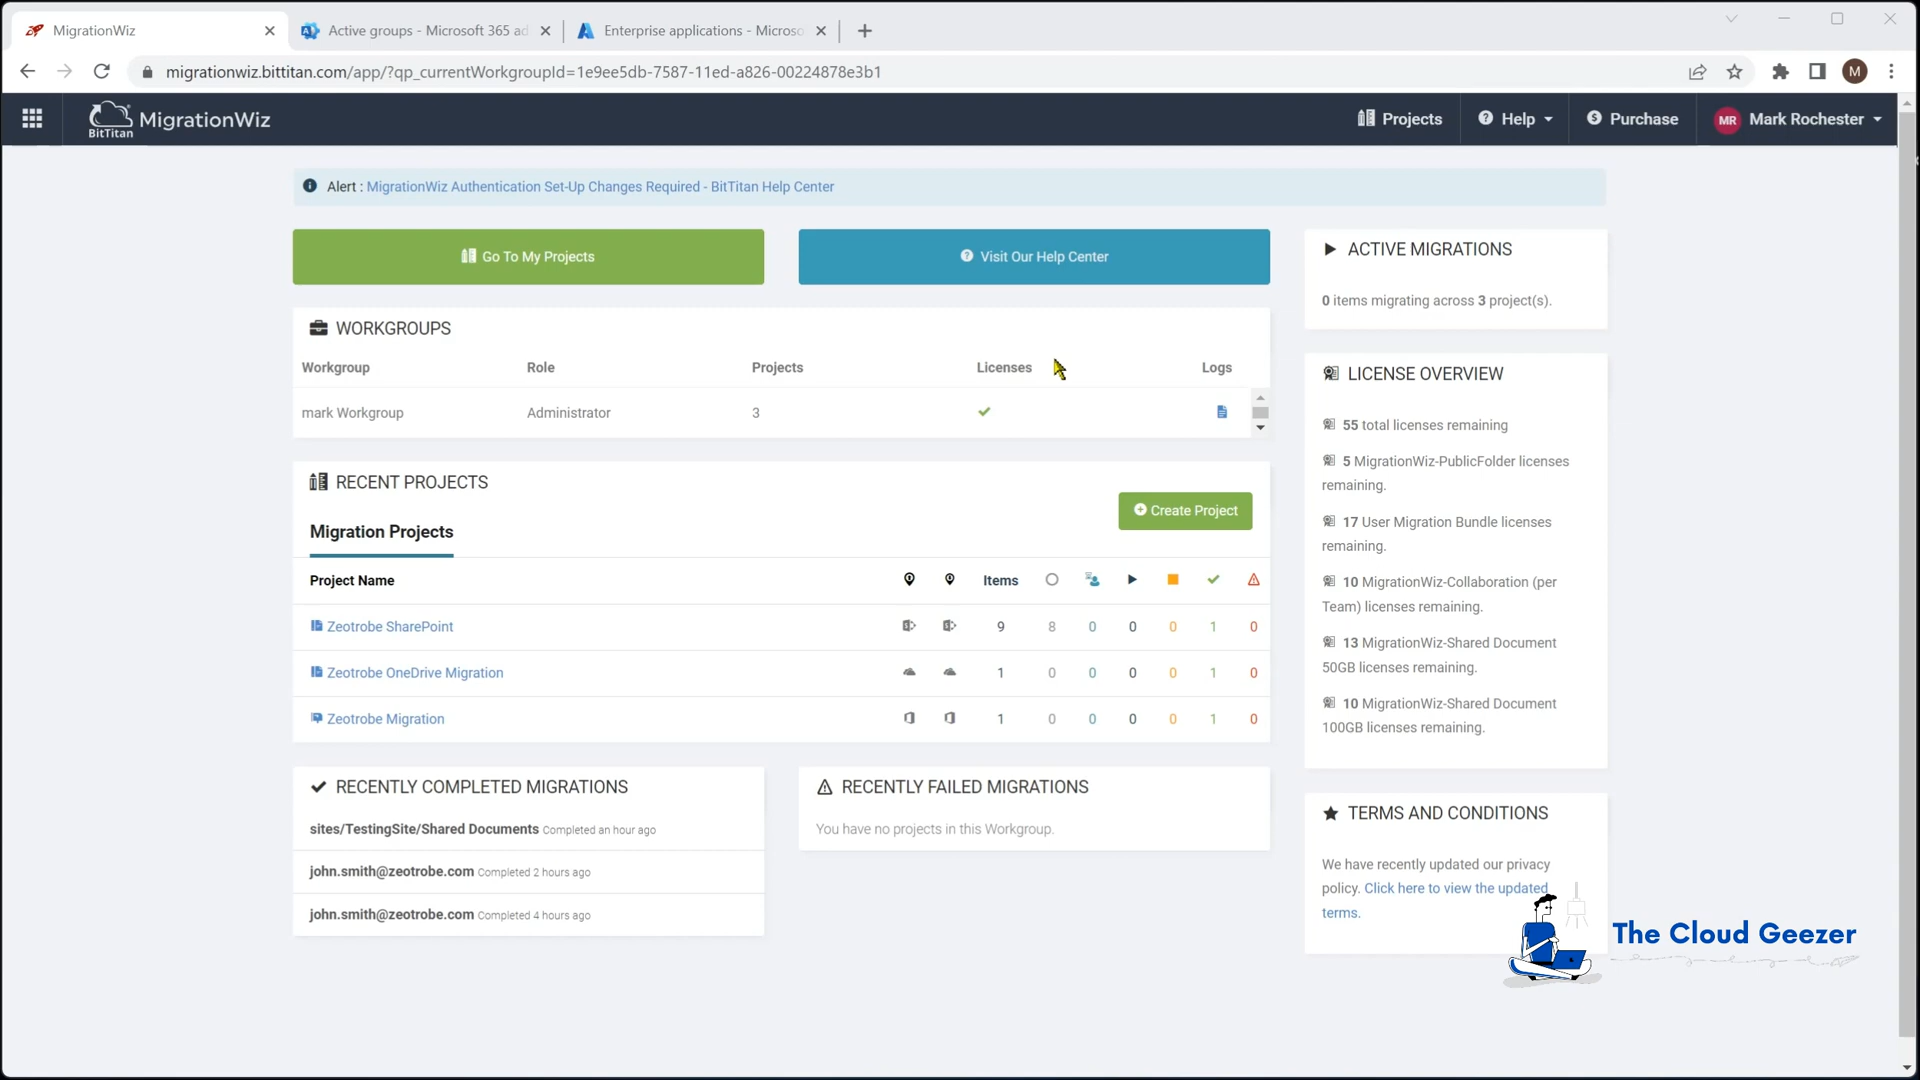 MigrationWiz
Active groups - Microsoft 365 ad
Enterprise applications - Microso
migrationwiz.bittitan.com/app/?qp_currentWorkgroupId=1e9ee5db-7587-11ed-a826-00224878e3b1
M
BitTitan MigrationWiz
Projects
Help
Purchase
MR Mark Rochester
Alert : MigrationWiz Authentication Set-Up Changes Required - BitTitan Help Center
Go To My Projects
Visit Our Help Center
WORKGROUPS
Workgroup Role Projects Licenses Logs
mark Workgroup Administrator 3
RECENT PROJECTS
Create Project
Migration Projects
Project Name Items
Zeotrobe SharePoint 9 8 0 0 0 1 0
Zeotrobe OneDrive Migration 1 0 0 0 0 1 0
Zeotrobe Migration 1 0 0 0 0 1 0
RECENTLY COMPLETED MIGRATIONS
sites/TestingSite/Shared Documents Completed an hour ago
john.smith@zeotrobe.com Completed 2 hours ago
john.smith@zeotrobe.com Completed 4 hours ago
RECENTLY FAILED MIGRATIONS
You have no projects in this Workgroup.
ACTIVE MIGRATIONS
0 items migrating across 3 project(s).
LICENSE OVERVIEW
55 total licenses remaining
5 MigrationWiz-PublicFolder licenses
remaining.
17 User Migration Bundle licenses
remaining.
10 MigrationWiz-Collaboration (per
Team) licenses remaining.
13 MigrationWiz-Shared Document
50GB licenses remaining.
10 MigrationWiz-Shared Document
100GB licenses remaining.
TERMS AND CONDITIONS
We have recently updated our privacy
policy. Click here to view the updated
terms.
The Cloud Geezer